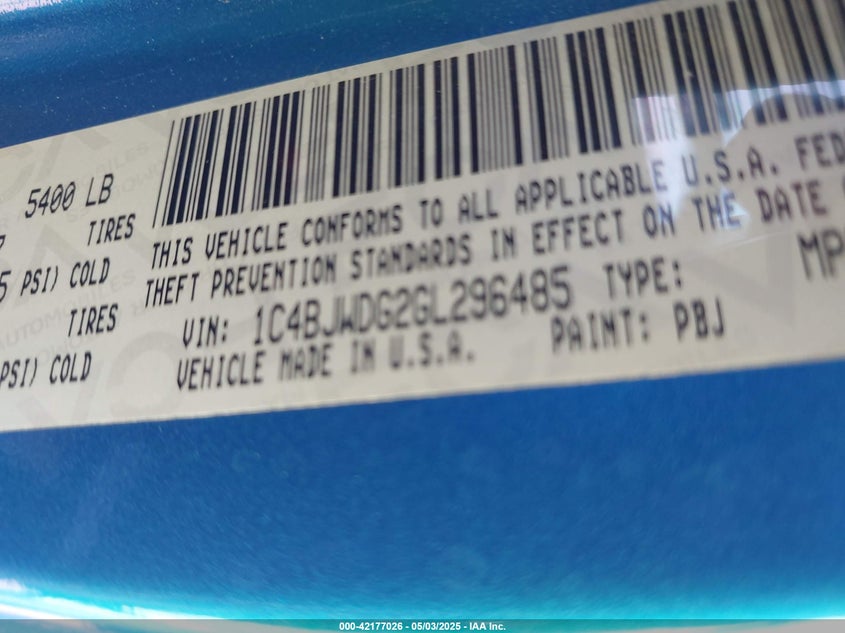 5400 LB
TIRES
PSI) COLD
TIRES
PSI) COLD
THIS VEHICLE CONFORMS TO ALL APPLICABLE U.S.A. FED
THEFT PREVENTION STANDARDS IN EFFECT ON THE DATE
VIN: 1C4BJWDG2GL296485 TYPE: MP
VEHICLE MADE IN U.S.A. PAINT: PBJ
000-42177026 - 05/03/2025 - IAA Inc.